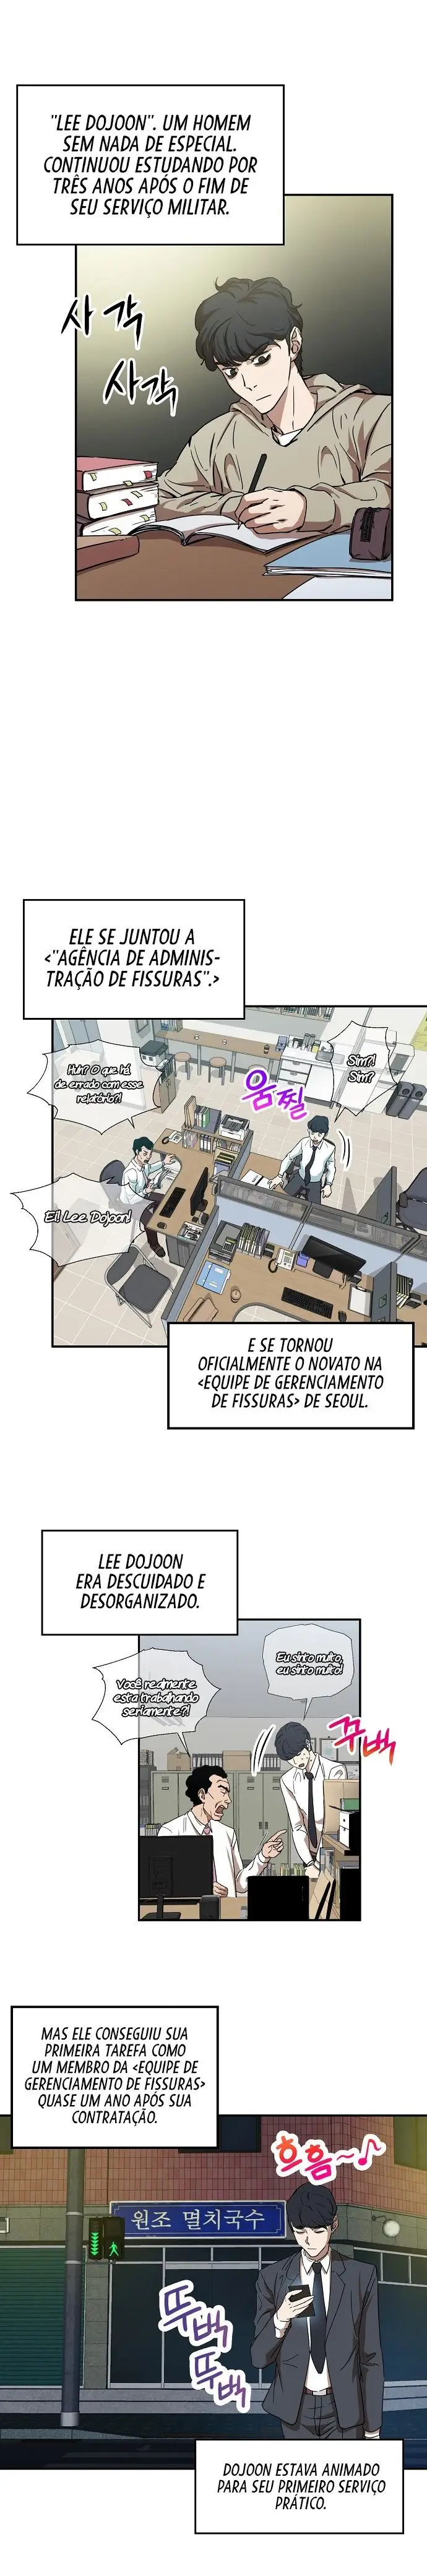 "LEE DOJOON". UM HOMEM
SEM NADA DE ESPECIAL.
CONTINUOU ESTUDANDO POR
TRÊS ANOS APÓS O FIM DE
SEU SERVIÇO MILITAR.
사각
사각
ELE SE JUNTOU A
<"AGÊNCIA DE ADMINIS-
TRAÇÃO DE FISSURAS".>
Huh? O que há
de errado com esse
relatório?!
Sim?!
Sim?
움찔
Ei Lee Dojoon!
E SE TORNOU
OFICIALMENTE O NOVATO NA
<EQUIPE DE GERENCIAMENTO
DE FISSURAS> DE SEOUL.
LEE DOJOON
ERA DESCUIDADO E
DESORGANIZADO.
Eu sinto muito,
eu sinto muito!
Você realmente
esta trabalhando
seriamente?!
꾸벅
MAS ELE CONSEGUIU SUA
PRIMEIRA TAREFA COMO
UM MEMBRO DA <EQUIPE DE
GERENCIAMENTO DE FISSURAS>
QUASE UM ANO APÓS SUA
CONTRATAÇÃO.
흐흠~♪
원조 멸치국수
뚜벅
뚜벅
DOJOON ESTAVA ANIMADO
PARA SEU PRIMEIRO SERVIÇO
PRÁTICO.